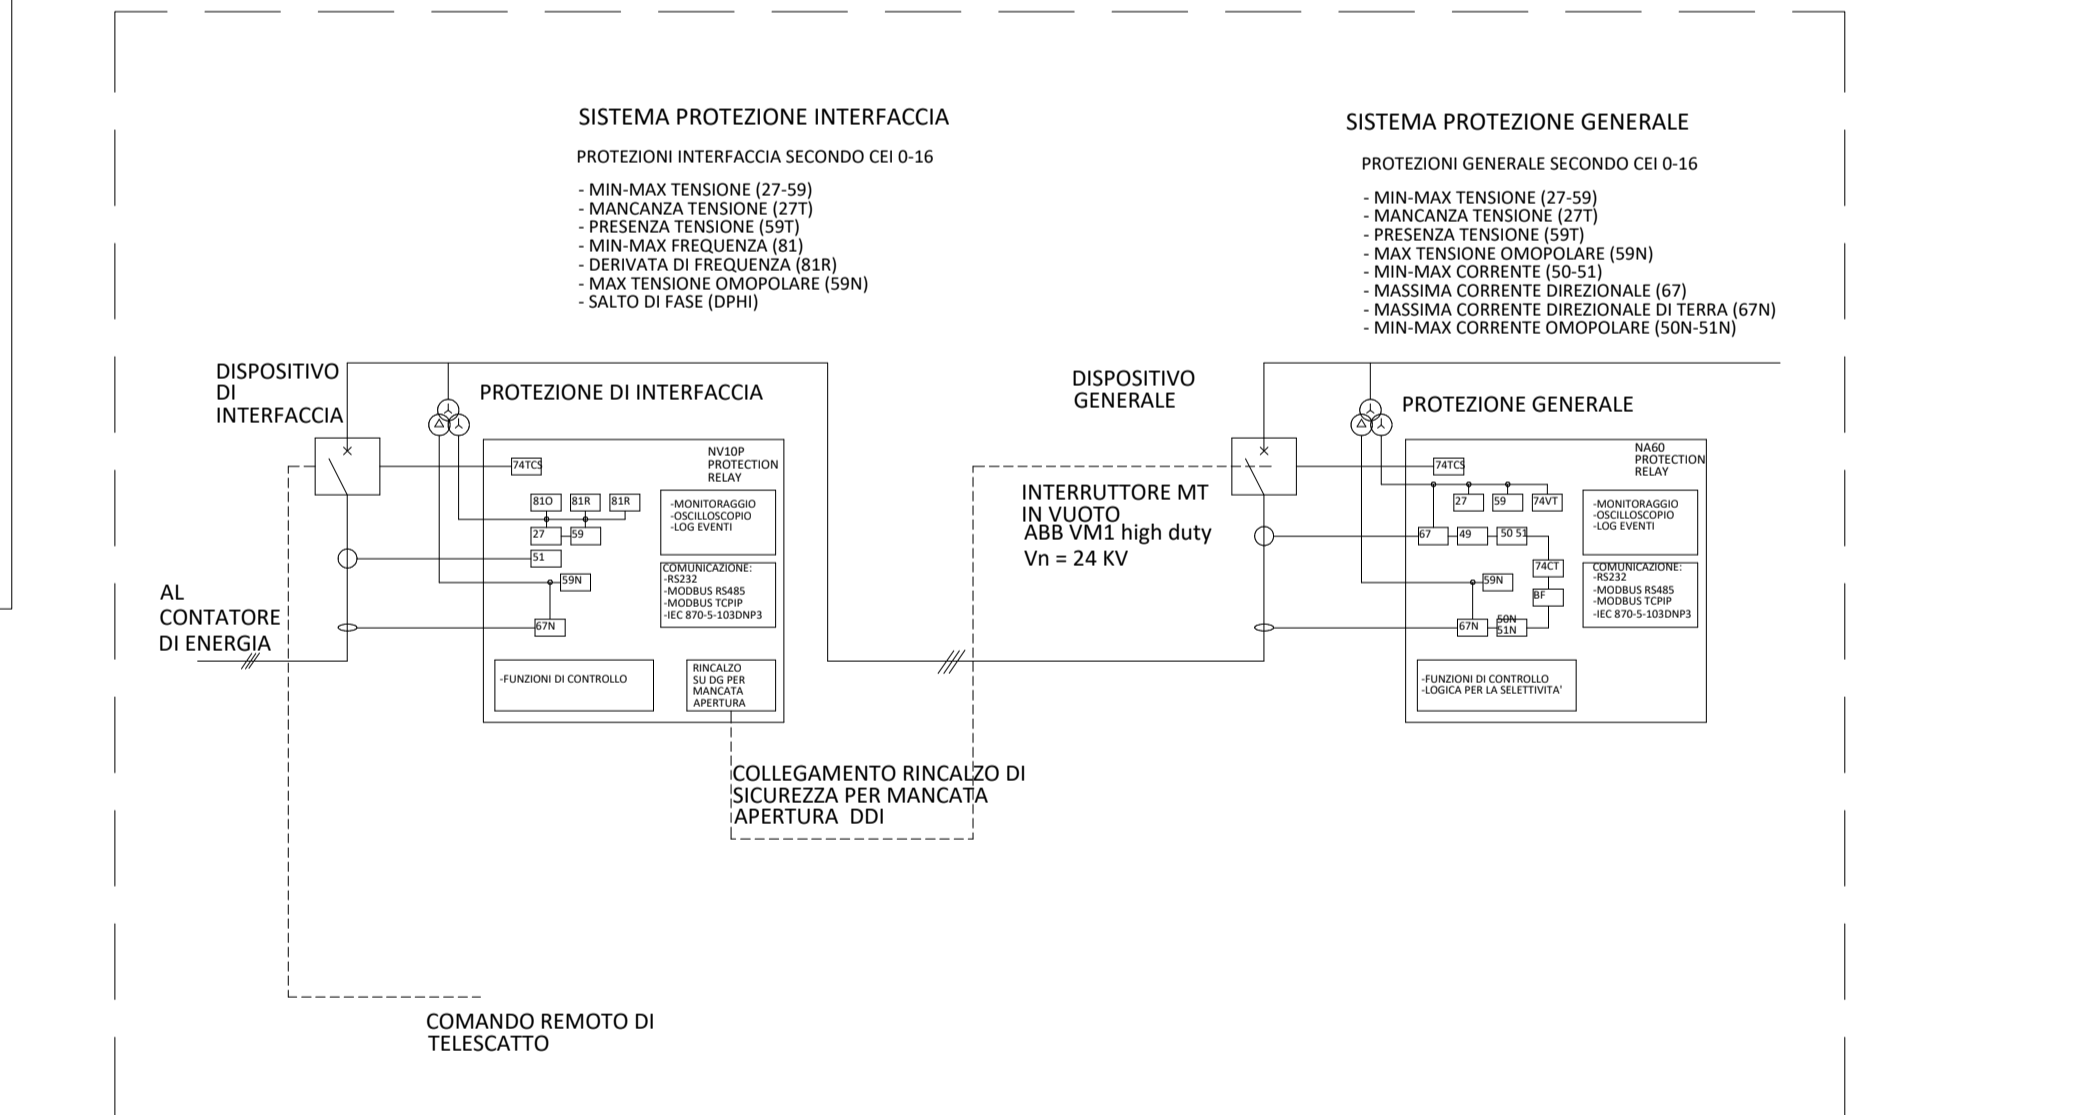 SISTEMA PROTEZIONE INTERFACCIA
PROTEZIONI INTERFACCIA SECONDO CEI 0-16
- MIN-MAX TENSIONE (27-59)
- MANCANZA TENSIONE (27T)
- PRESENZA TENSIONE (59T)
- MIN-MAX FREQUENZA (81)
- DERIVATA DI FREQUENZA (81R)
- MAX TENSIONE OMOPOLARE (59N)
- SALTO DI FASE (DPHI)
SISTEMA PROTEZIONE GENERALE
PROTEZIONI GENERALE SECONDO CEI 0-16
- MIN-MAX TENSIONE (27-59)
- MANCANZA TENSIONE (27T)
- PRESENZA TENSIONE (59T)
- MAX TENSIONE OMOPOLARE (59N)
- MIN-MAX CORRENTE (50-51)
- MASSIMA CORRENTE DIREZIONALE (67)
- MASSIMA CORRENTE DIREZIONALE DI TERRA (67N)
- MIN-MAX CORRENTE OMOPOLARE (50N-51N)
DISPOSITIVO
DI
INTERFACCIA
PROTEZIONE DI INTERFACCIA
NV10P
PROTECTION
RELAY
74TCS
81O 81R 81R
27 59
51
59N
67N
-MONITORAGGIO
-OSCILLOSCOPIO
-LOG EVENTI
COMUNICAZIONE:
-RS232
-MODBUS RS485
-MODBUS TCPIP
-IEC 870-5-103DNP3
-FUNZIONI DI CONTROLLO
RINCALZO
SU DG PER
MANCATA
APERTURA
AL
CONTATORE
DI ENERGIA
DISPOSITIVO
GENERALE
INTERRUTTORE MT
IN VUOTO
ABB VM1 high duty
Vn = 24 KV
PROTEZIONE GENERALE
NA60
PROTECTION
RELAY
74TCS
27 59 74VT
67 49 50 51
74CT
59N
BF
67N 50N
51N
-MONITORAGGIO
-OSCILLOSCOPIO
-LOG EVENTI
COMUNICAZIONE:
-RS232
-MODBUS RS485
-MODBUS TCPIP
-IEC 870-5-103DNP3
-FUNZIONI DI CONTROLLO
-LOGICA PER LA SELETTIVITA'
COLLEGAMENTO RINCALZO DI
SICUREZZA PER MANCATA
APERTURA DDI
COMANDO REMOTO DI
TELESCATTO